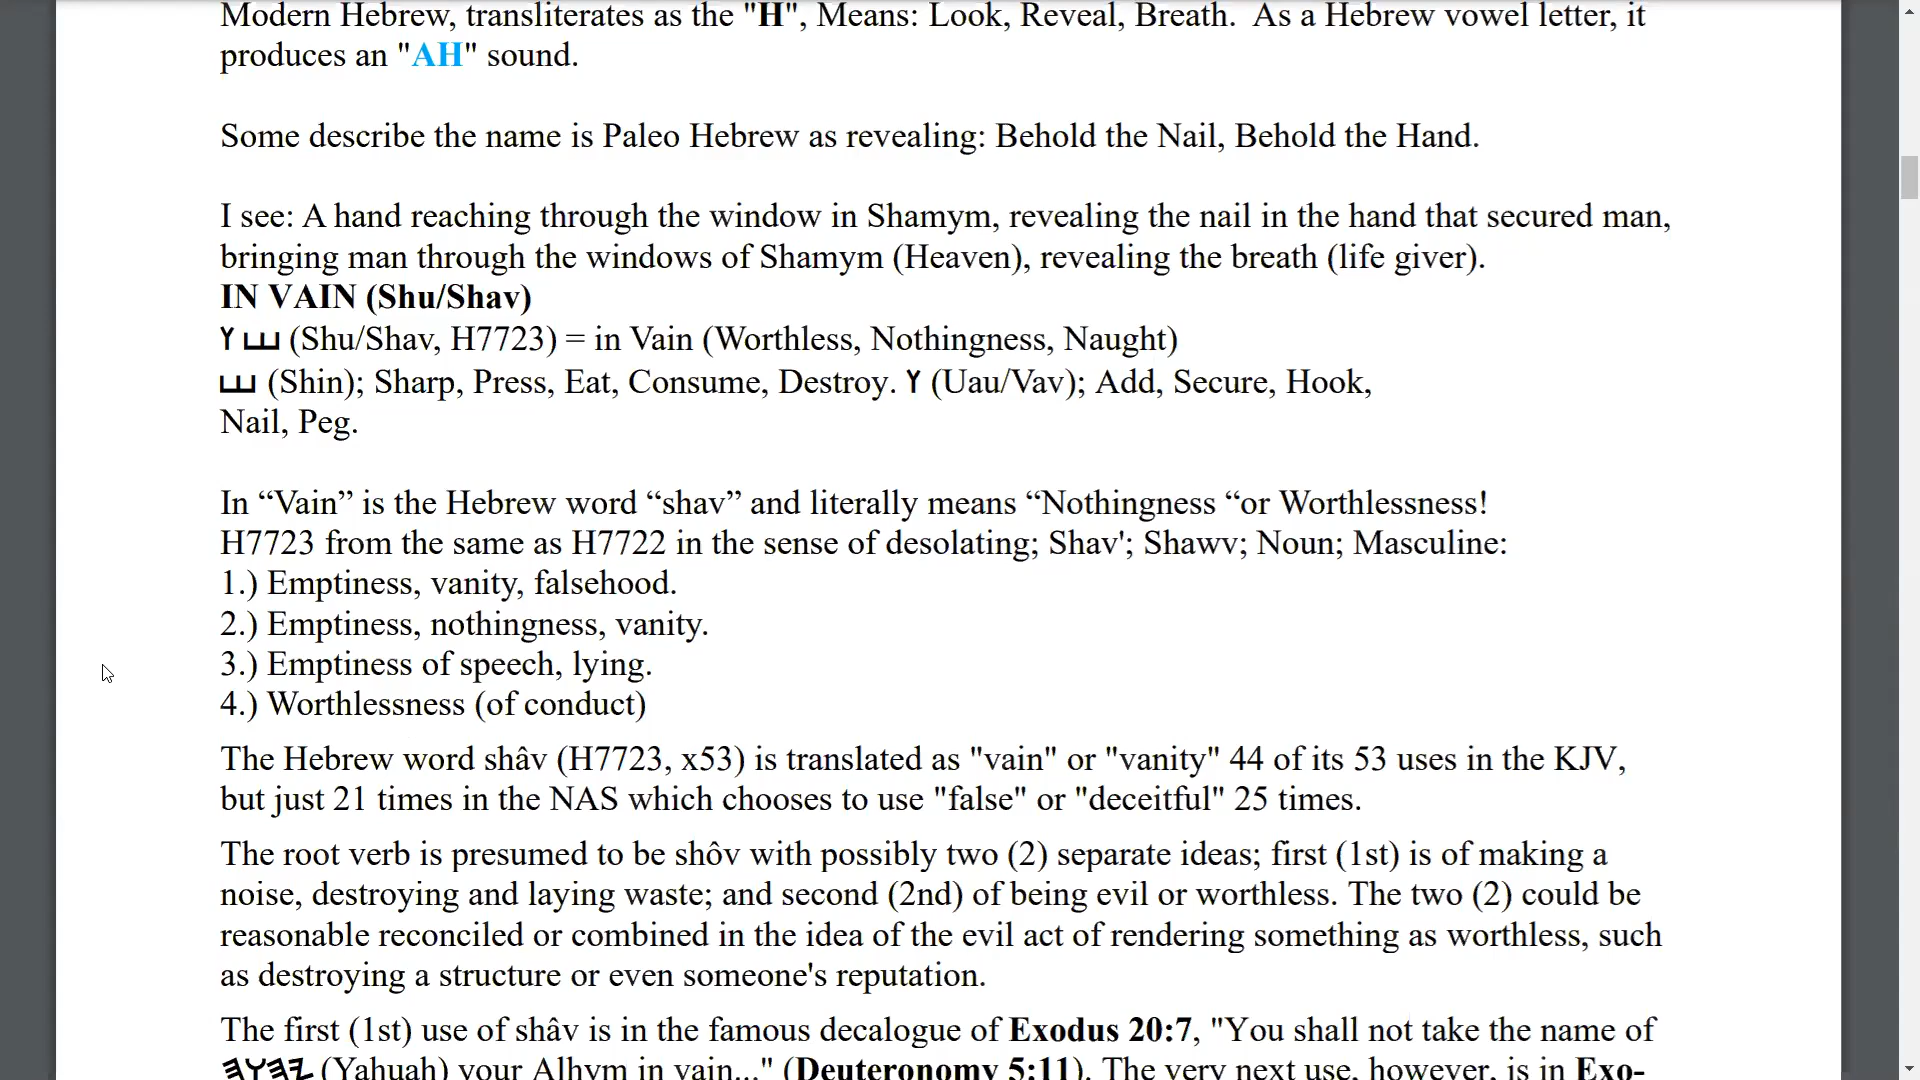 Modern Hebrew, transliterates as the "H", Means: Look, Reveal, Breath.  As a Hebrew vowel letter, it
produces an "AH" sound.
Some describe the name is Paleo Hebrew as revealing: Behold the Nail, Behold the Hand.
I see: A hand reaching through the window in Shamym, revealing the nail in the hand that secured man,
bringing man through the windows of Shamym (Heaven), revealing the breath (life giver).
IN VAIN (Shu/Shav)
𐤅 𐤔 (Shu/Shav, H7723) = in Vain (Worthless, Nothingness, Naught)
𐤔 (Shin); Sharp, Press, Eat, Consume, Destroy. 𐤅 (Uau/Vav); Add, Secure, Hook,
Nail, Peg.
In “Vain” is the Hebrew word “shav” and literally means “Nothingness “or Worthlessness!
H7723 from the same as H7722 in the sense of desolating; Shav'; Shawv; Noun; Masculine:
1.) Emptiness, vanity, falsehood.
2.) Emptiness, nothingness, vanity.
3.) Emptiness of speech, lying.
4.) Worthlessness (of conduct)
The Hebrew word shâv (H7723, x53) is translated as "vain" or "vanity" 44 of its 53 uses in the KJV,
but just 21 times in the NAS which chooses to use "false" or "deceitful" 25 times.
The root verb is presumed to be shôv with possibly two (2) separate ideas; first (1st) is of making a
noise, destroying and laying waste; and second (2nd) of being evil or worthless. The two (2) could be
reasonable reconciled or combined in the idea of the evil act of rendering something as worthless, such
as destroying a structure or even someone's reputation.
The first (1st) use of shâv is in the famous decalogue of Exodus 20:7, "You shall not take the name of
𐤉𐤄𐤅𐤄 (Yahuah) your Alhym in vain..." (Deuteronomy 5:11). The very next use, however, is in Exo-